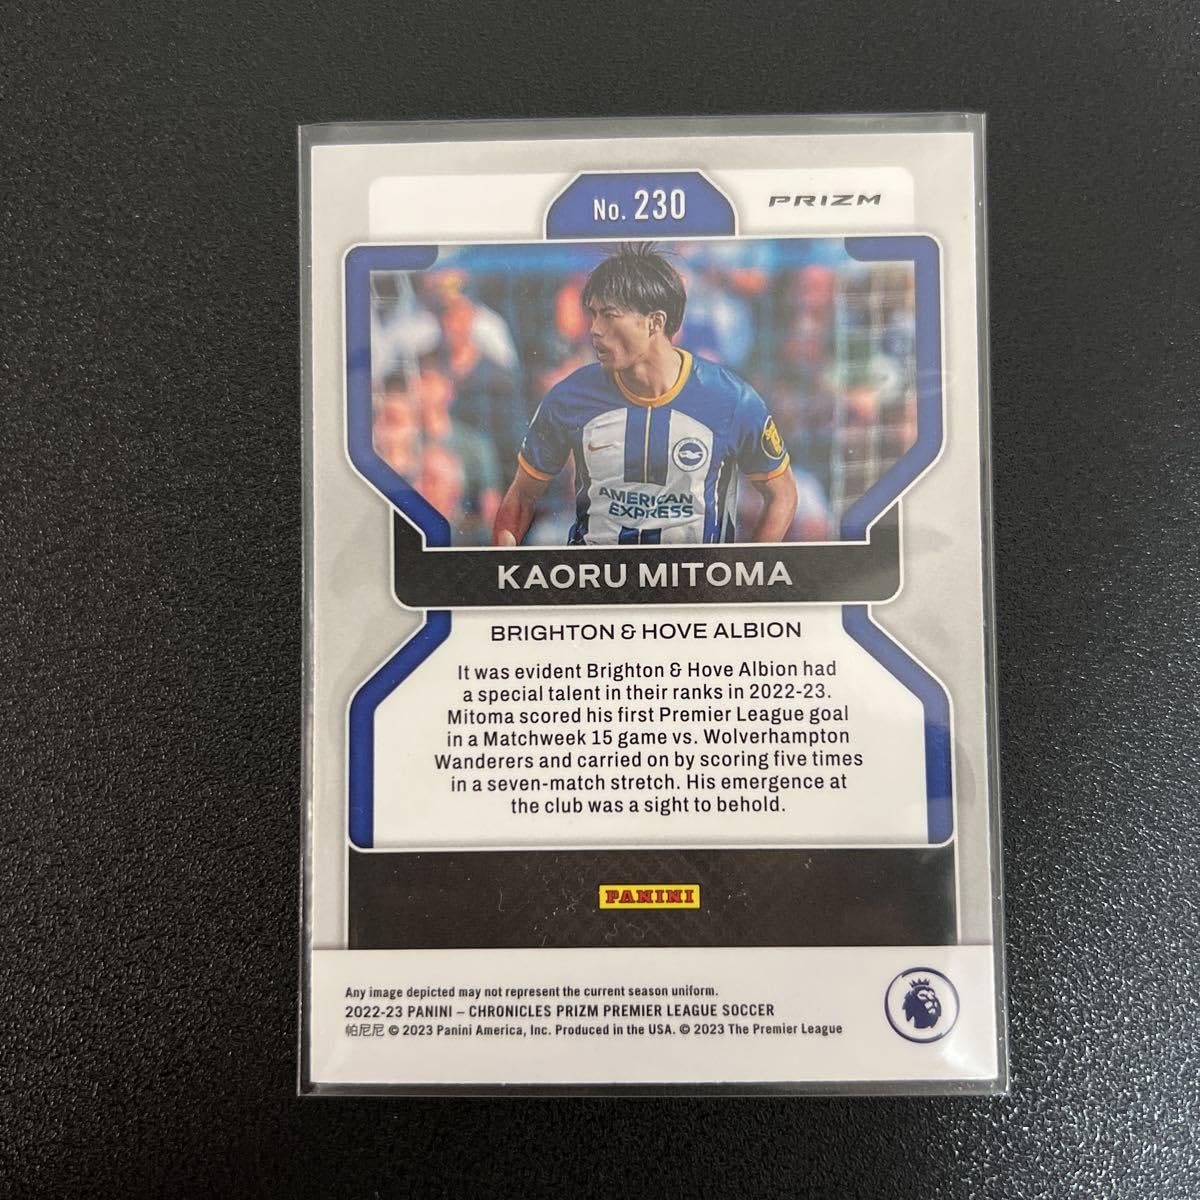 No. 230
PRIZM
AMERICAN
EXPRESS
KAORU MITOMA
BRIGHTON & HOVE ALBION
It was evident Brighton & Hove Albion had
a special talent in their ranks in 2022-23.
Mitoma scored his first Premier League goal
in a Matchweek 15 game vs. Wolverhampton
Wanderers and carried on by scoring five times
in a seven-match stretch. His emergence at
the club was a sight to behold.
PANINI
Any image depicted may not represent the current season uniform.
2022-23 PANINI – CHRONICLES PRIZM PREMIER LEAGUE SOCCER
帕尼尼 © 2023 Panini America, Inc. Produced in the USA. © 2023 The Premier League